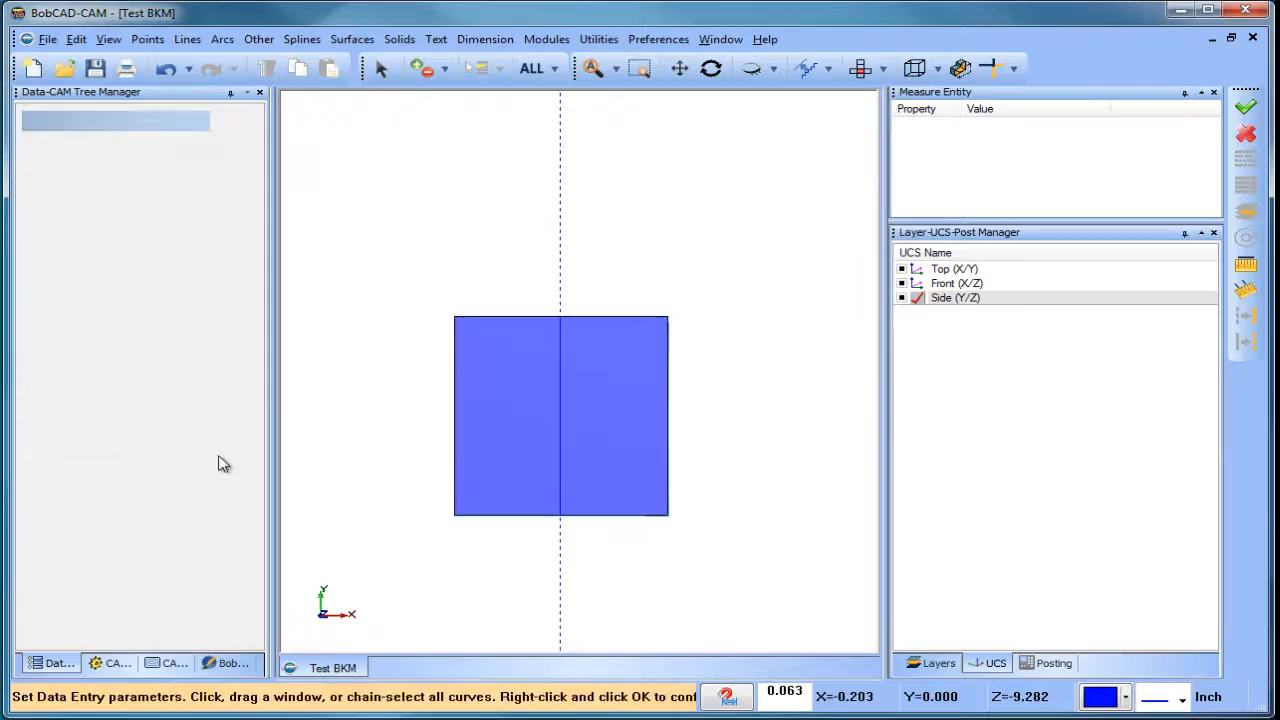 BobCAD-CAM - [Test BKM]
File Edit View Points Lines Arcs Other Splines Surfaces Solids Text Dimension Modules Utilities Preferences Window Help
ALL
Data-CAM Tree Manager
Measure Entity
Property Value
Layer-UCS-Post Manager
UCS Name
Top (X/Y)
Front (X/Z)
Side (Y/Z)
Y
Z X
Dat... CA... CA... Bob...
Test BKM
Layers UCS Posting
Set Data Entry parameters. Click, drag a window, or chain-select all curves. Right-click and click OK to conf
0.063 X=-0.203 Y=0.000 Z=-9.282 Inch